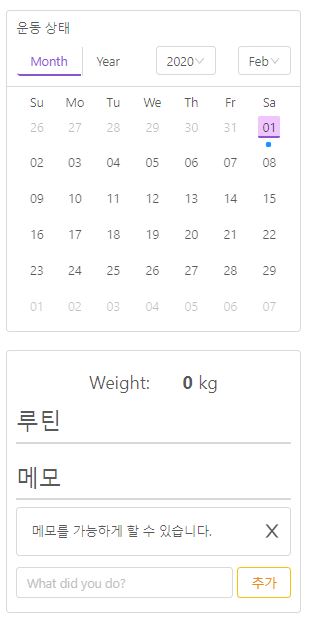 운동 상태
Month Year 2020 Feb
Su Mo Tu We Th Fr Sa
26 27 28 29 30 31 01
02 03 04 05 06 07 08
09 10 11 12 13 14 15
16 17 18 19 20 21 22
23 24 25 26 27 28 29
01 02 03 04 05 06 07
Weight: 0 kg
루틴
메모
메모를 가능하게 할 수 있습니다. X
What did you do? 추가